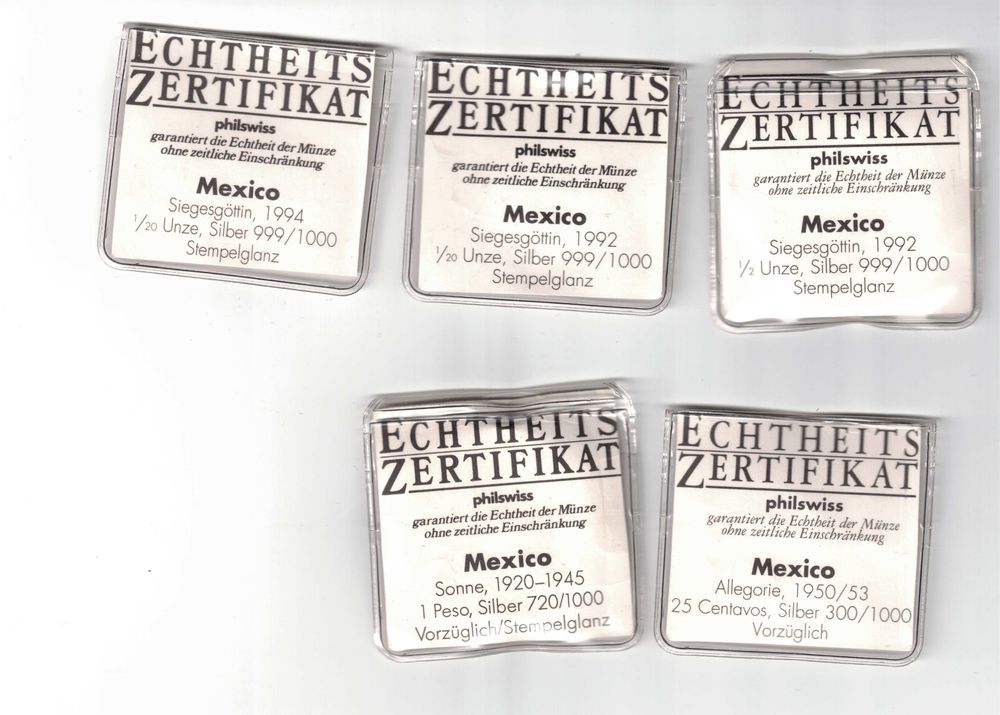 ECHTHEITS
ZERTIFIKAT
philswiss
garantiert die Echtheit der Münze
ohne zeitliche Einschränkung
Mexico
Siegesgöttin, 1994
1/20 Unze, Silber 999/1000
Stempelglanz
ECHTHEITS
ZERTIFIKAT
philswiss
garantiert die Echtheit der Münze
ohne zeitliche Einschränkung
Mexico
Siegesgöttin, 1992
1/20 Unze, Silber 999/1000
Stempelglanz
ECHTHEITS
ZERTIFIKAT
philswiss
garantiert die Echtheit der Münze
ohne zeitliche Einschränkung
Mexico
Siegesgöttin, 1992
1/2 Unze, Silber 999/1000
Stempelglanz
ECHTHEITS
ZERTIFIKAT
philswiss
garantiert die Echtheit der Münze
ohne zeitliche Einschränkung
Mexico
Sonne, 1920–1945
1 Peso, Silber 720/1000
Vorzüglich/Stempelglanz
ECHTHEITS
ZERTIFIKAT
philswiss
garantiert die Echtheit der Münze
ohne zeitliche Einschränkung
Mexico
Allegorie, 1950/53
25 Centavos, Silber 300/1000
Vorzüglich